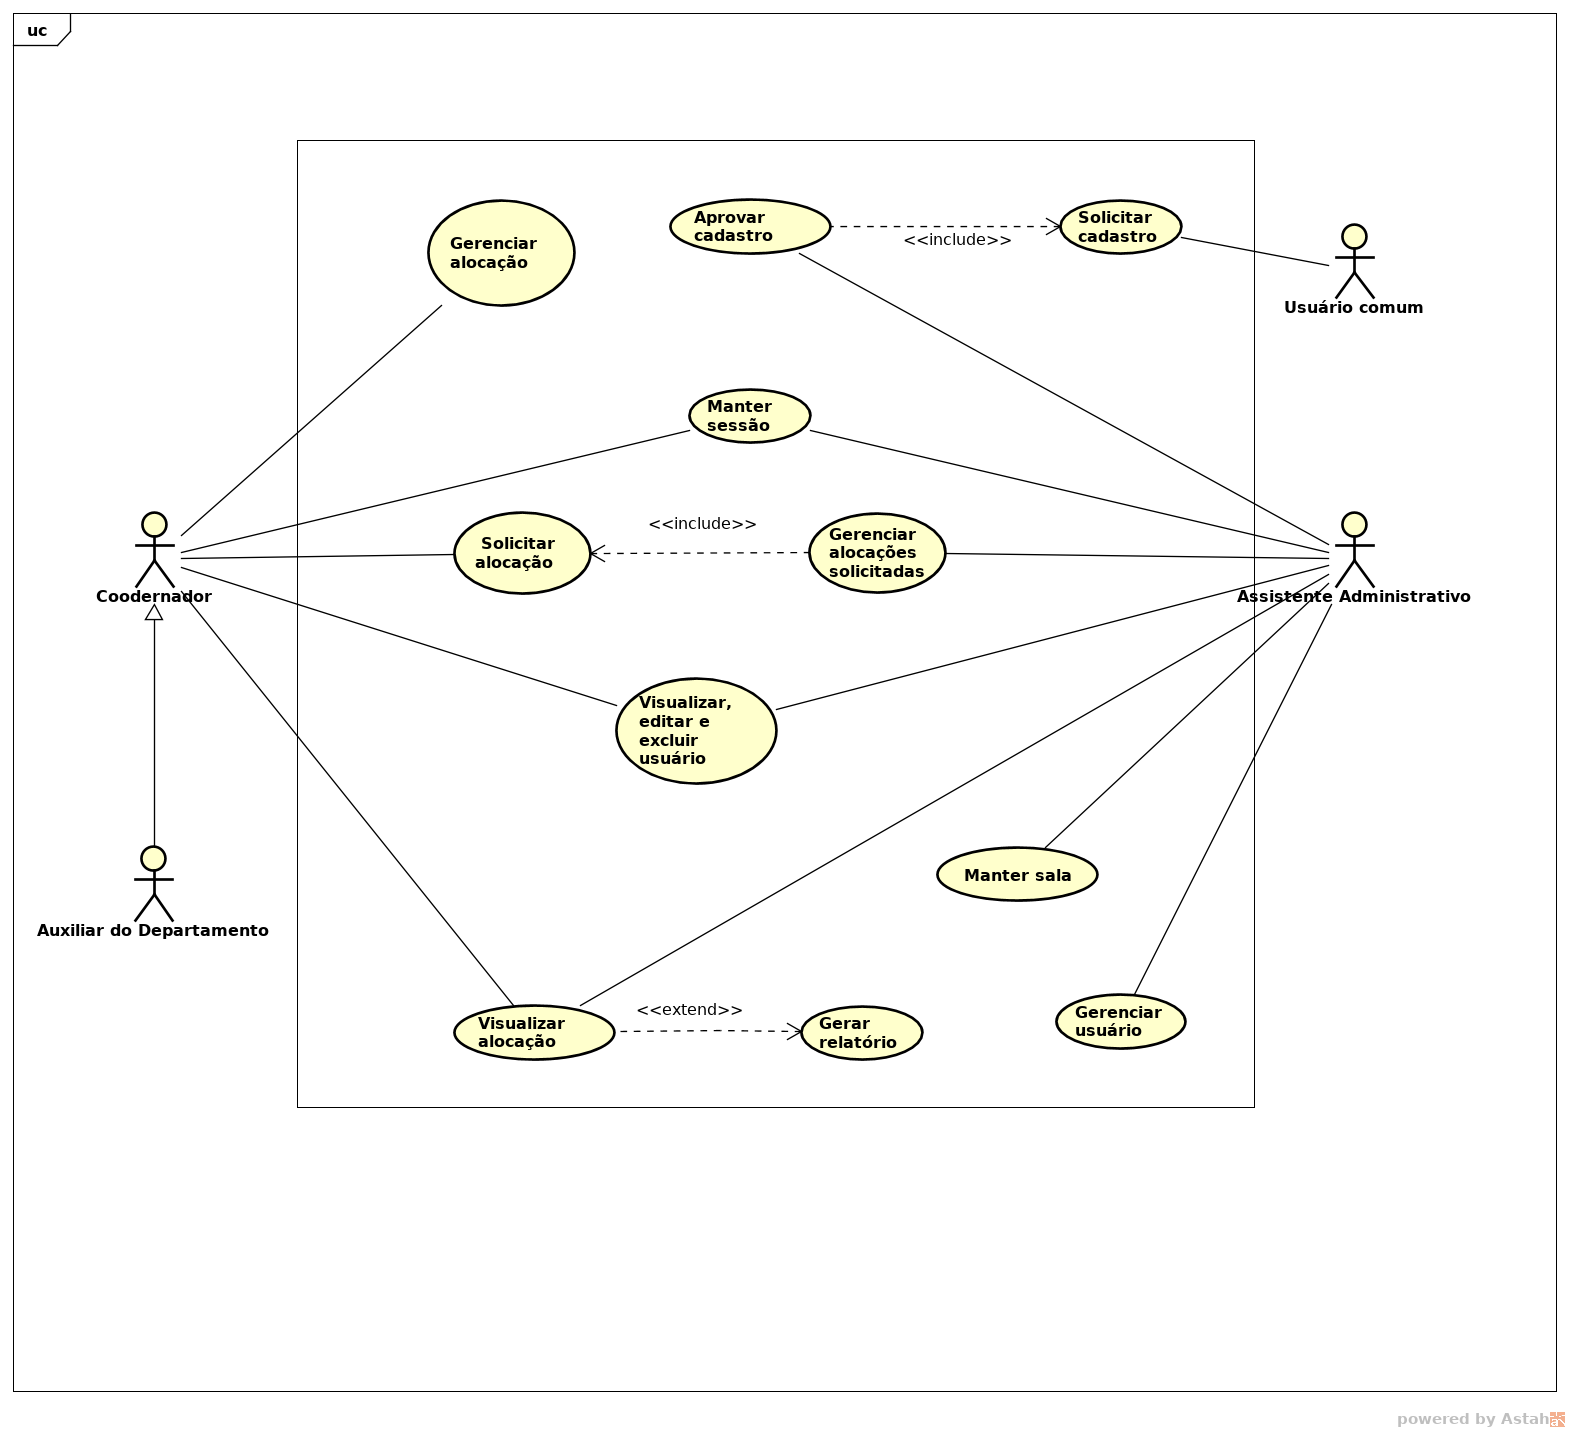 uc
Gerenciar
alocação
Aprovar
cadastro
<<include>>
Solicitar
cadastro
Usuário comum
Manter
sessão
Coodernador
Solicitar
alocação
<<include>>
Gerenciar
alocações
solicitadas
Assistente Administrativo
Visualizar,
editar e
excluir
usuário
Manter sala
Auxiliar do Departamento
Visualizar
alocação
<<extend>>
Gerar
relatório
Gerenciar
usuário
powered by Astah